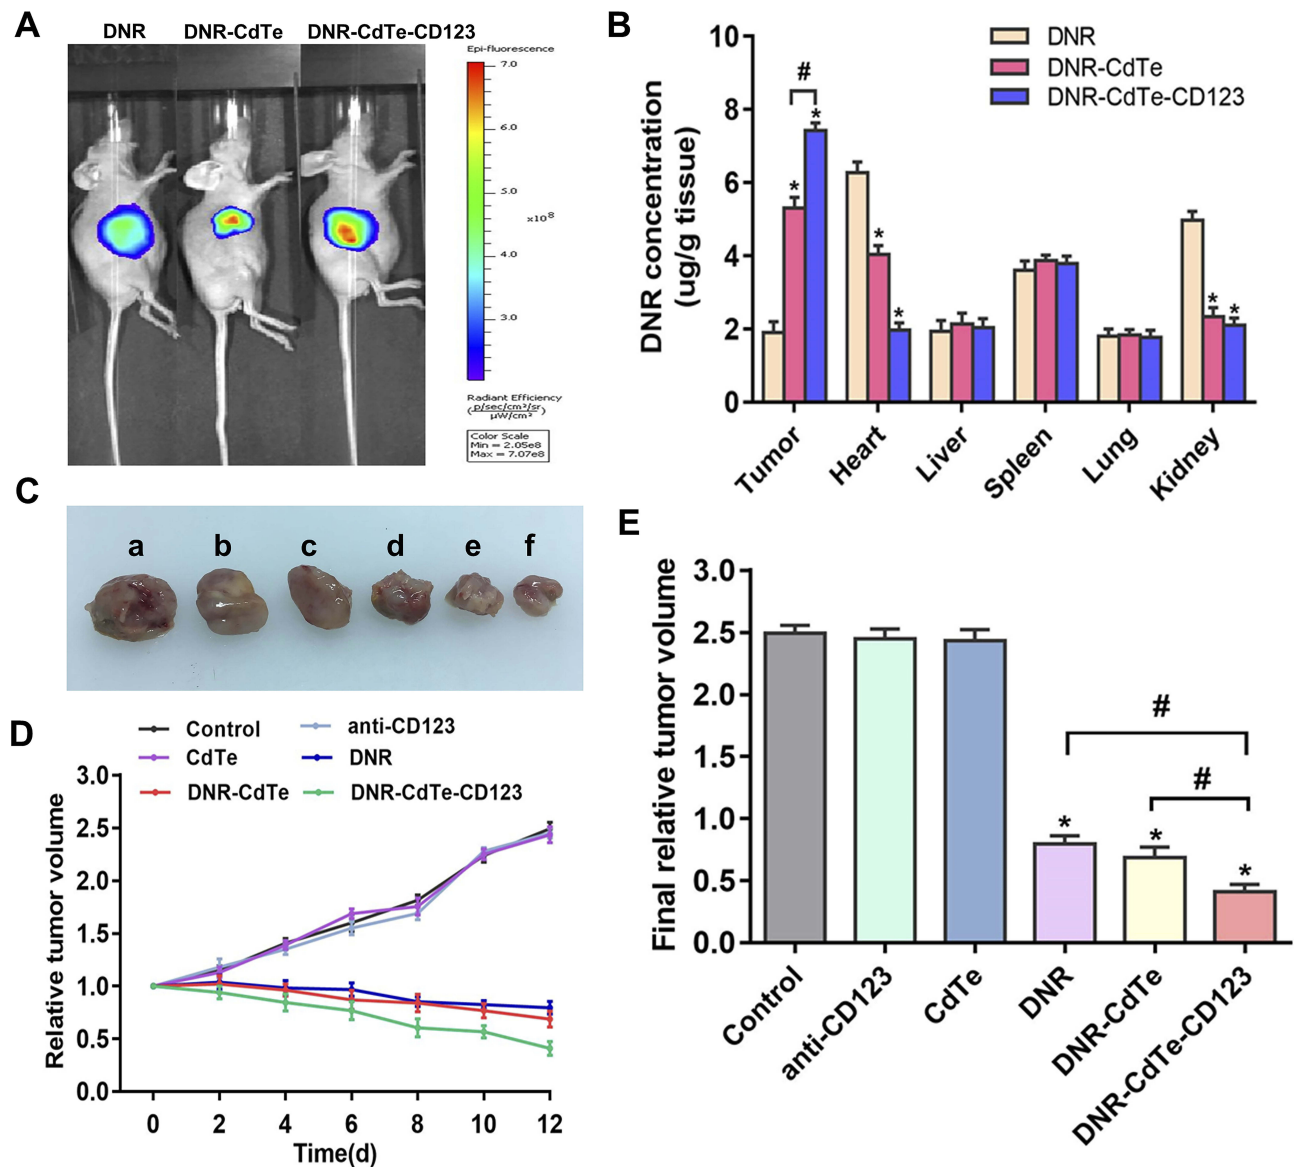 A
DNR DNR-CdTe DNR-CdTe-CD123
Epi-fluorescence
7.0
6.0
5.0
x10⁸
4.0
3.0
Radiant Efficiency
(p/sec/cm²/sr
µW/cm²)
Color Scale
Min = 2.05e8
Max = 7.07e8
B
DNR
DNR-CdTe
DNR-CdTe-CD123
DNR concentration
(ug/g tissue)
10
8
6
4
2
0
#
* * * * * *
Tumor Heart Liver Spleen Lung Kidney
C
a b c d e f
D
Control anti-CD123
CdTe DNR
DNR-CdTe DNR-CdTe-CD123
Relative tumor volume
3.0
2.5
2.0
1.5
1.0
0.5
0.0
0 2 4 6 8 10 12
Time(d)
E
Final relative tumor volume
3.0
2.5
2.0
1.5
1.0
0.5
0.0
#
#
* * *
Control anti-CD123 CdTe DNR DNR-CdTe DNR-CdTe-CD123